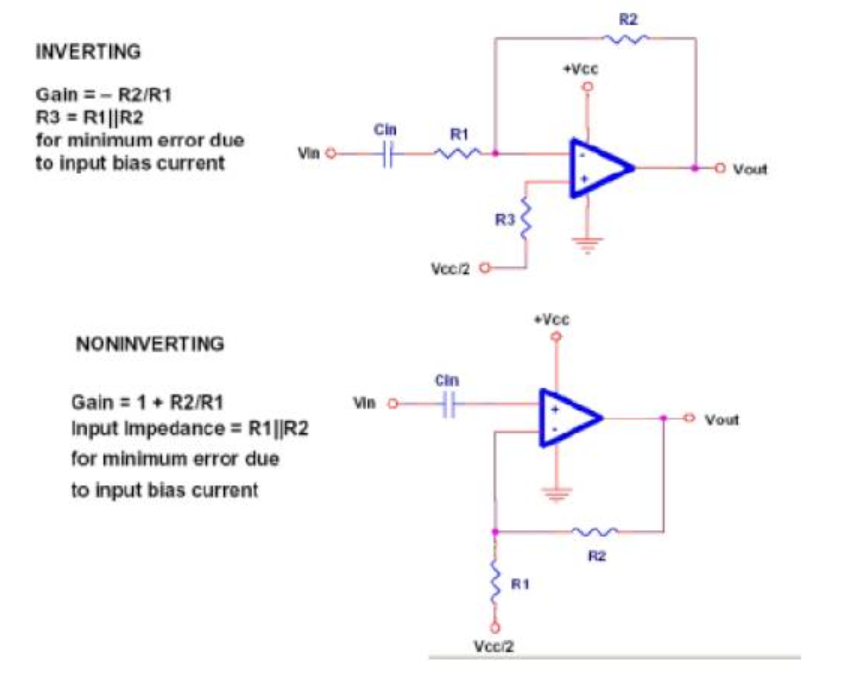 INVERTING
Gain = – R2/R1
R3 = R1||R2
for minimum error due
to input bias current
R2
+Vcc
Cin
R1
Vin
-
+
Vout
R3
Vcc/2
NONINVERTING
Gain = 1 + R2/R1
Input Impedance = R1||R2
for minimum error due
to input bias current
+Vcc
Cin
Vin
+
-
Vout
R2
R1
Vcc/2